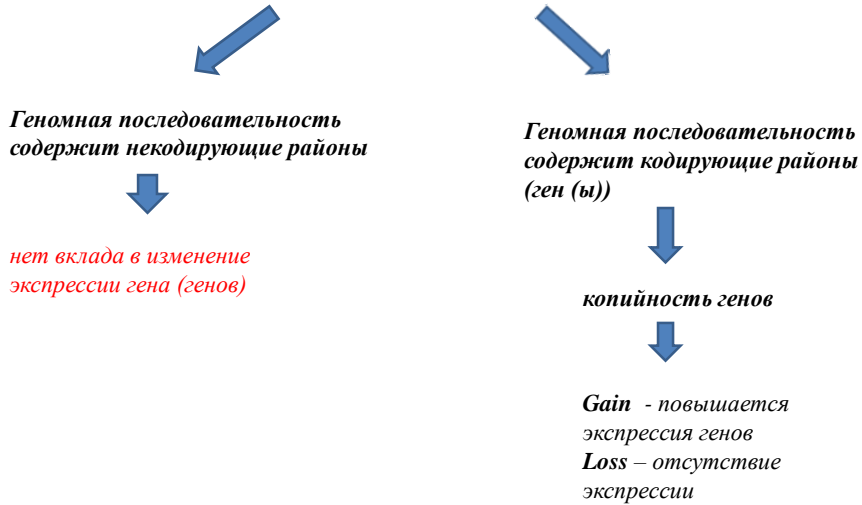 Геномная последовательность
содержит некодирующие районы
нет вклада в изменение
экспрессии гена (генов)
Геномная последовательность
содержит кодирующие районы
(ген (ы))
копийность генов
Gain - повышается
экспрессия генов
Loss – отсутствие
экспрессии